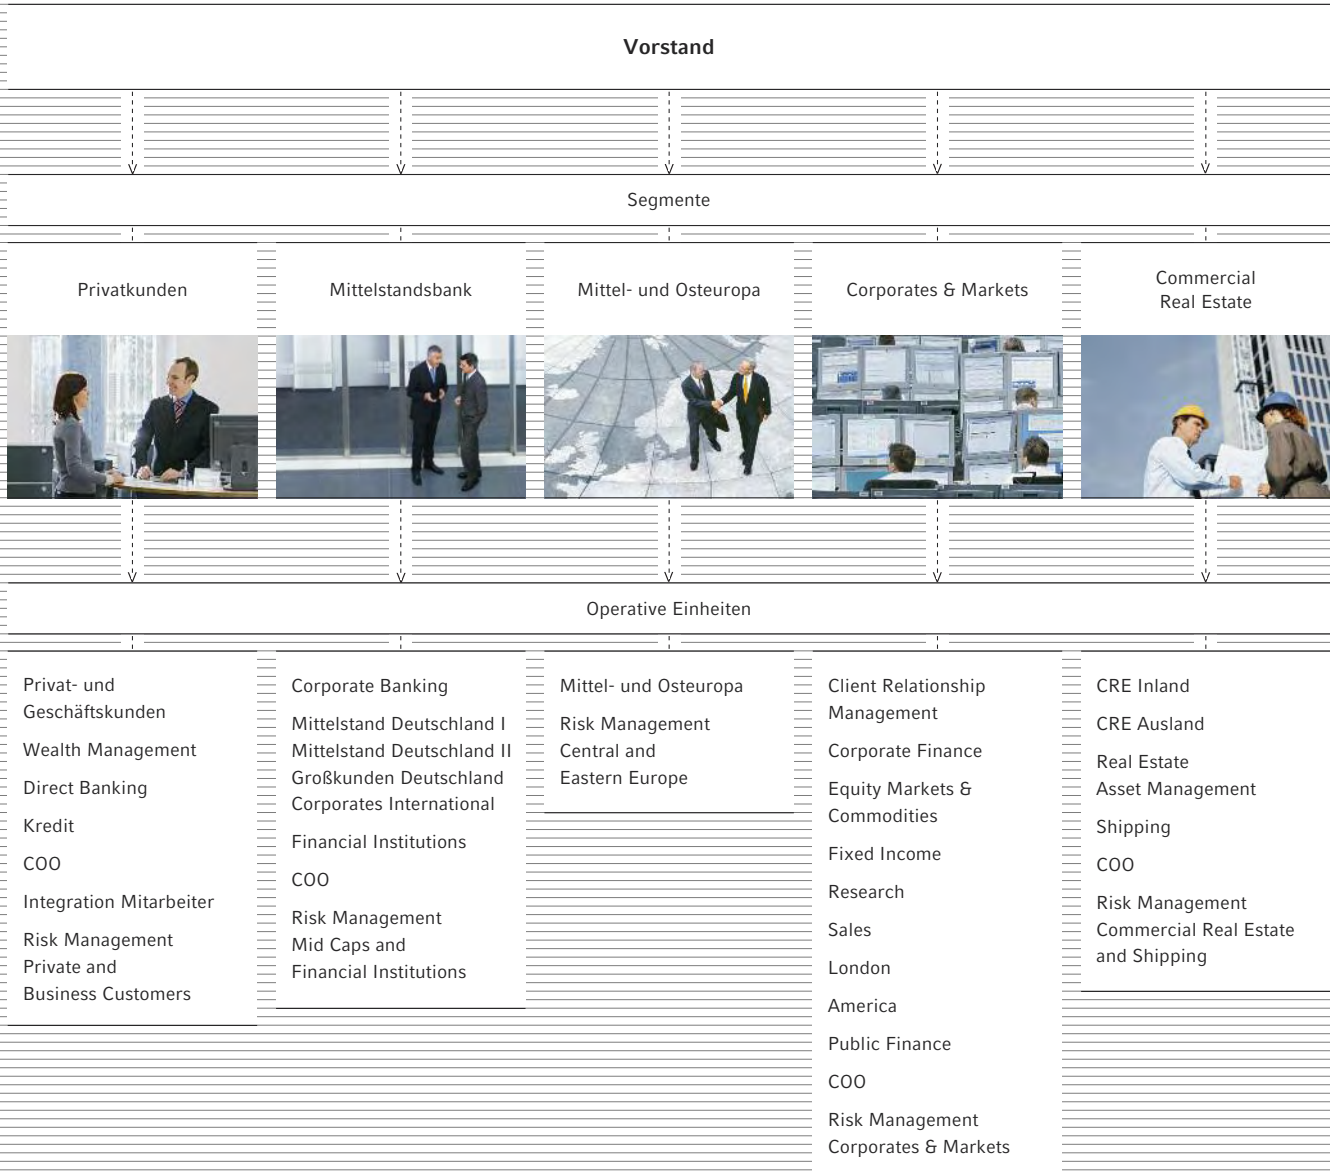 Vorstand
Segmente
Privatkunden
Mittelstandsbank
Mittel- und Osteuropa
Corporates & Markets
Commercial
Real Estate
Operative Einheiten
Privat- und
Geschäftskunden
Wealth Management
Direct Banking
Kredit
COO
Integration Mitarbeiter
Risk Management
Private and
Business Customers
Corporate Banking
Mittelstand Deutschland I
Mittelstand Deutschland II
Großkunden Deutschland
Corporates International
Financial Institutions
COO
Risk Management
Mid Caps and
Financial Institutions
Mittel- und Osteuropa
Risk Management
Central and
Eastern Europe
Client Relationship
Management
Corporate Finance
Equity Markets &
Commodities
Fixed Income
Research
Sales
London
America
Public Finance
COO
Risk Management
Corporates & Markets
CRE Inland
CRE Ausland
Real Estate
Asset Management
Shipping
COO
Risk Management
Commercial Real Estate
and Shipping